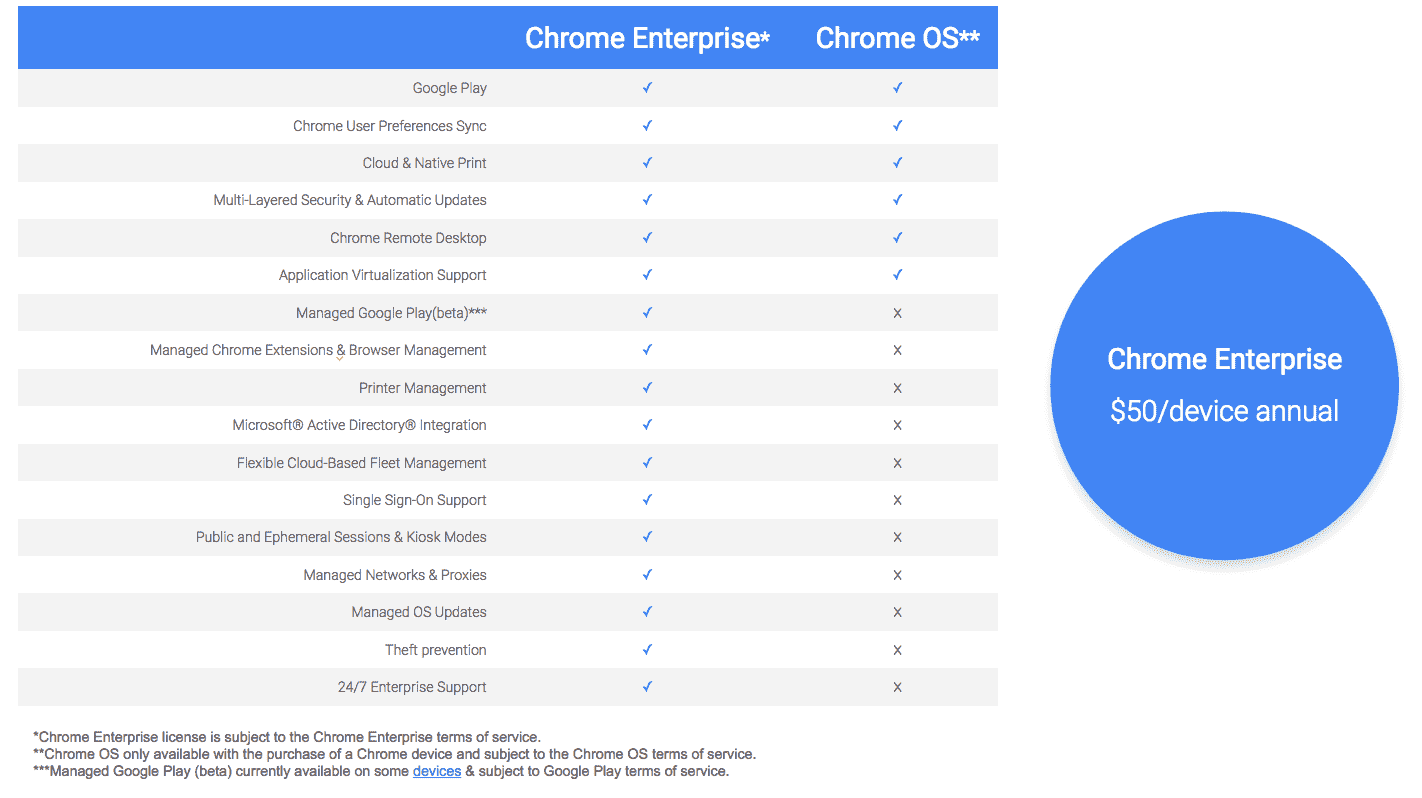 Chrome Enterprise* Chrome OS**
Google Play ✓ ✓
Chrome User Preferences Sync ✓ ✓
Cloud & Native Print ✓ ✓
Multi-Layered Security & Automatic Updates ✓ ✓
Chrome Remote Desktop ✓ ✓
Application Virtualization Support ✓ ✓
Managed Google Play(beta)*** ✓ X
Managed Chrome Extensions & Browser Management ✓ X
Printer Management ✓ X
Microsoft® Active Directory® Integration ✓ X
Flexible Cloud-Based Fleet Management ✓ X
Single Sign-On Support ✓ X
Public and Ephemeral Sessions & Kiosk Modes ✓ X
Managed Networks & Proxies ✓ X
Managed OS Updates ✓ X
Theft prevention ✓ X
24/7 Enterprise Support ✓ X
*Chrome Enterprise license is subject to the Chrome Enterprise terms of service.
**Chrome OS only available with the purchase of a Chrome device and subject to the Chrome OS terms of service.
***Managed Google Play (beta) currently available on some devices & subject to Google Play terms of service.
Chrome Enterprise
$50/device annual